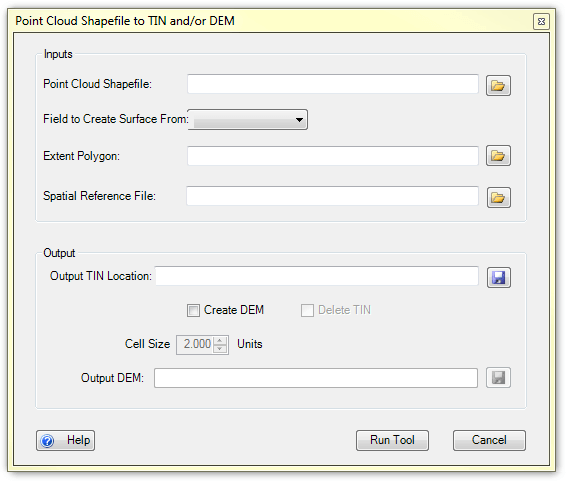 Point Cloud Shapefile to TIN and/or DEM
Inputs
Point Cloud Shapefile:
Field to Create Surface From:
Extent Polygon:
Spatial Reference File:
Output
Output TIN Location:
Create DEM Delete TIN
Cell Size 2.000 Units
Output DEM:
Help Run Tool Cancel